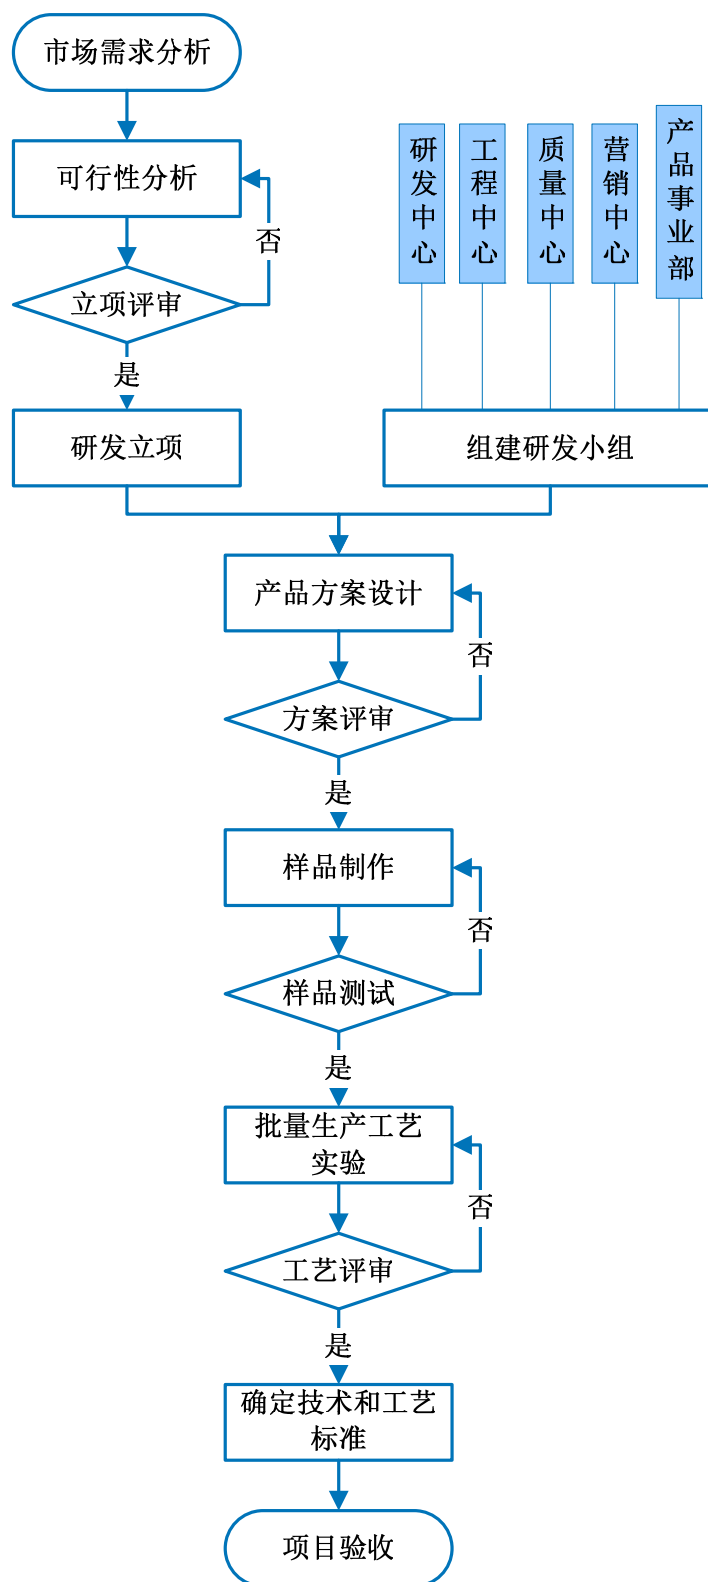 市场需求分析
可行性分析
否
立项评审
是
研发立项
研发中心
工程中心
质量中心
营销中心
产品事业部
组建研发小组
产品方案设计
否
方案评审
是
样品制作
否
样品测试
是
批量生产工艺
实验
否
工艺评审
是
确定技术和工艺
标准
项目验收